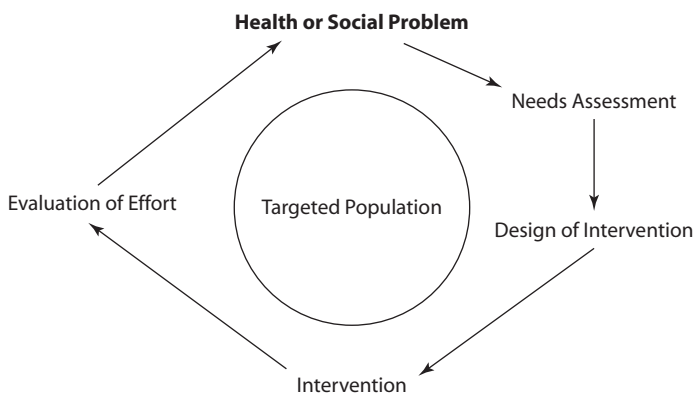 Health or Social Problem
Needs Assessment
Evaluation of Effort
Targeted Population
Design of Intervention
Intervention